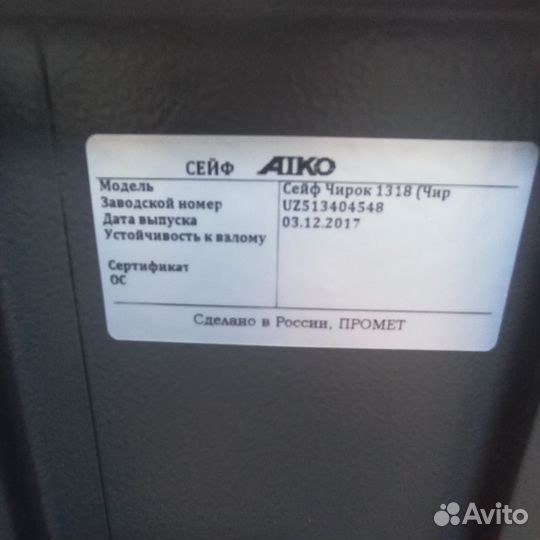 СЕЙФ AIKO
Модель Сейф Чирок 1318 (Чир
Заводской номер UZ513404548
Дата выпуска 03.12.2017
Устойчивость к взлому
Сертификат
ОС
Сделано в России, ПРОМЕТ
Avito